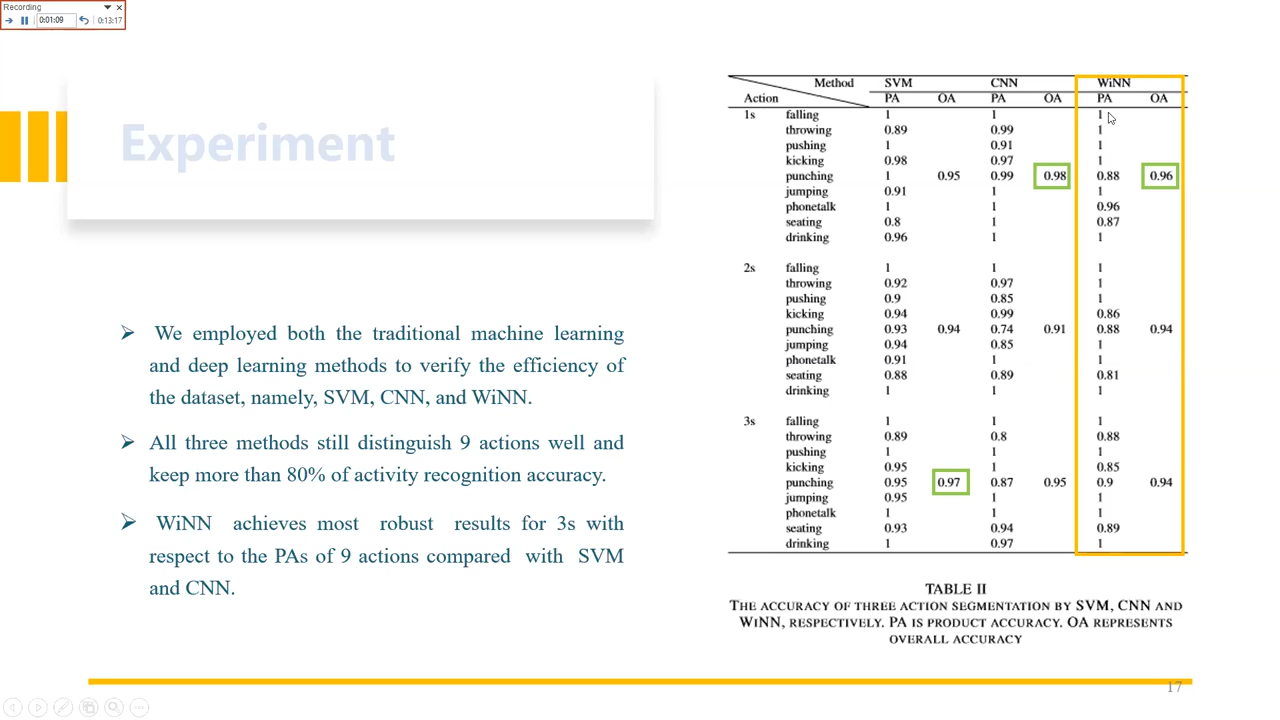 Recording
0:01:09
0:13:17
Experiment
➢ We employed both the traditional machine learning
and deep learning methods to verify the efficiency of
the dataset, namely, SVM, CNN, and WiNN.
➢ All three methods still distinguish 9 actions well and
keep more than 80% of activity recognition accuracy.
➢ WiNN achieves most robust results for 3s with
respect to the PAs of 9 actions compared with SVM
and CNN.
Method SVM CNN WiNN
Action PA OA PA OA PA OA
1s falling 1 1 1
throwing 0.89 0.99 1
pushing 1 0.91 1
kicking 0.98 0.97 1
punching 1 0.95 0.99 0.98 0.88 0.96
jumping 0.91 1 1
phonetalk 1 1 0.96
seating 0.8 1 0.87
drinking 0.96 1 1
2s falling 1 1 1
throwing 0.92 0.97 1
pushing 0.9 0.85 1
kicking 0.94 0.99 0.86
punching 0.93 0.94 0.74 0.91 0.88 0.94
jumping 0.94 0.85 1
phonetalk 0.91 1 1
seating 0.88 0.89 0.81
drinking 1 1 1
3s falling 1 1 1
throwing 0.89 0.8 0.88
pushing 1 1 1
kicking 0.95 1 0.85
punching 0.95 0.97 0.87 0.95 0.9 0.94
jumping 0.95 1 1
phonetalk 1 1 1
seating 0.93 0.94 0.89
drinking 1 0.97 1
TABLE II
THE ACCURACY OF THREE ACTION SEGMENTATION BY SVM, CNN AND
WINN, RESPECTIVELY. PA IS PRODUCT ACCURACY. OA REPRESENTS
OVERALL ACCURACY
17